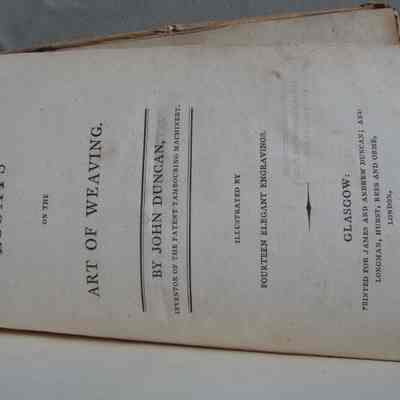 ON THE
ART OF WEAVING.
BY JOHN DUNCAN,
INVENTOR OF THE PATENT TAMBOURING MACHINERY.
ILLUSTRATED BY
FOURTEEN ELEGANT ENGRAVINGS.
GLASGOW:
PRINTED FOR JAMES AND ANDREW DUNCAN; AND
LONGMAN, HURST, REES AND ORME,
LONDON.